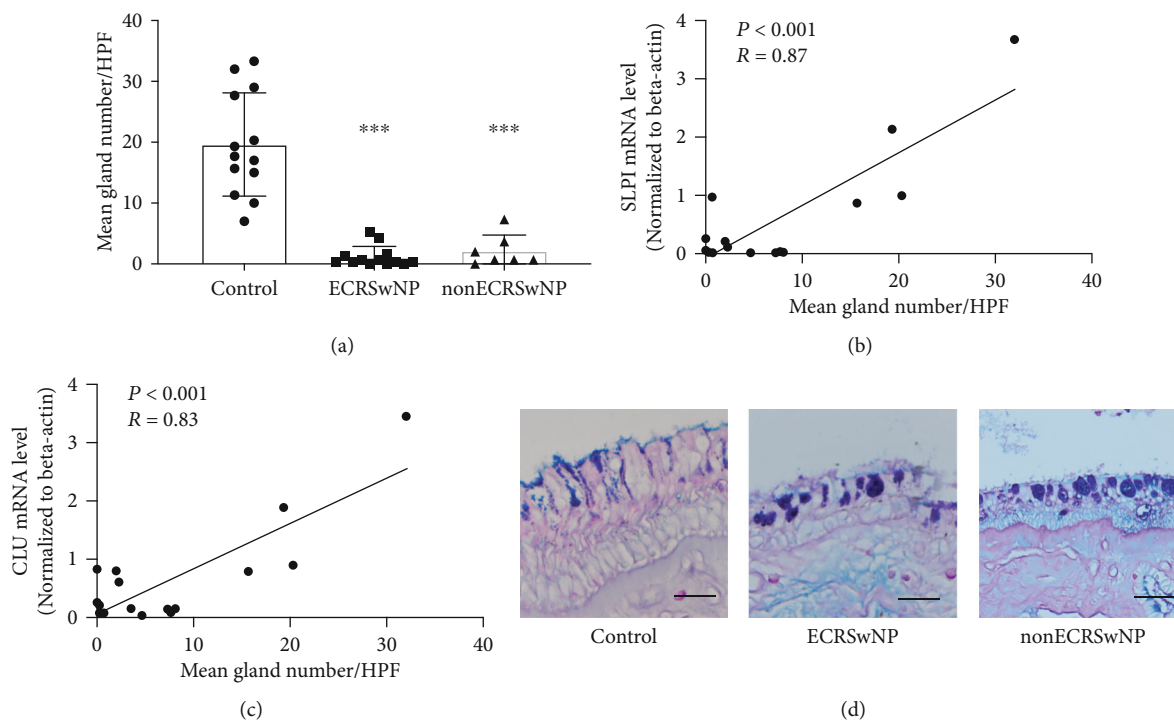 Mean gland number/HPF
40
30
20
10
0
***
***
Control
ECRSwNP
nonECRSwNP
(a)
SLPI mRNA level
(Normalized to beta-actin)
4
3
2
1
0
P < 0.001
R = 0.87
0
10
20
30
40
Mean gland number/HPF
(b)
CLU mRNA level
(Normalized to beta-actin)
4
3
2
1
0
P < 0.001
R = 0.83
0
10
20
30
40
Mean gland number/HPF
(c)
Control
ECRSwNP
nonECRSwNP
(d)